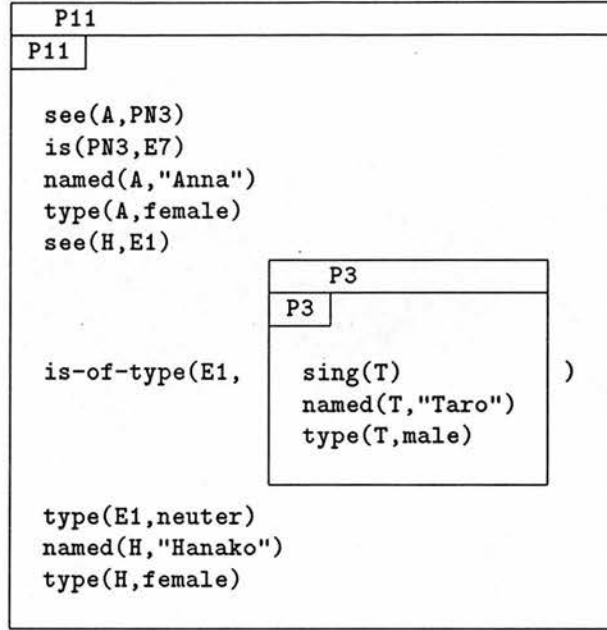 P11
P11
see(A,PN3)
is(PN3,E7)
named(A,"Anna")
type(A,female)
see(H,E1)
P3
P3
sing(T)
is-of-type(E1, )
named(T,"Taro")
type(T,male)
type(E1,neuter)
named(H,"Hanako")
type(H,female)